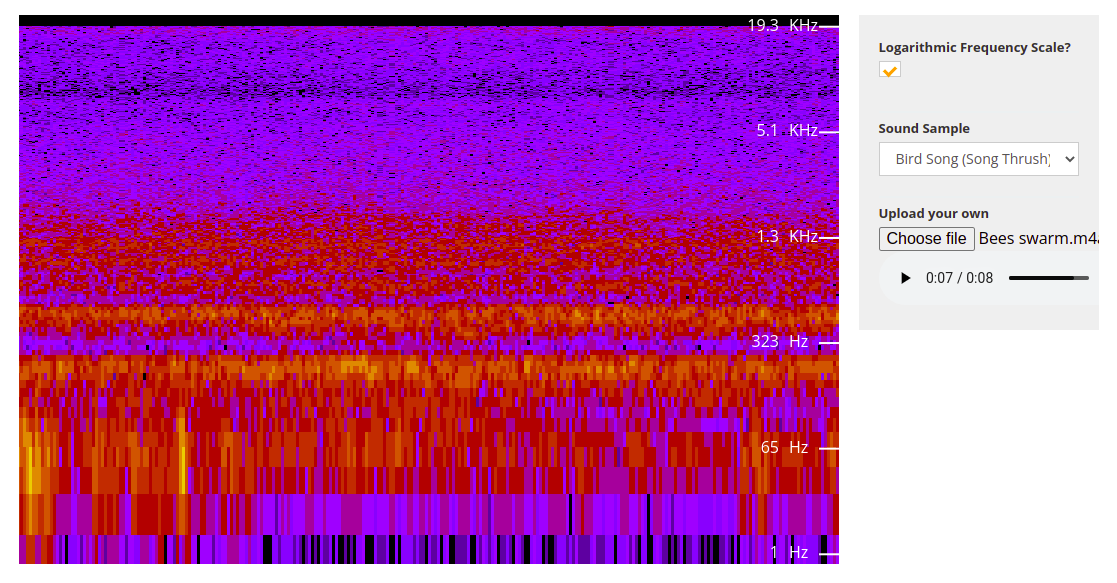 19.3 KHz
5.1 KHz
1.3 KHz
323 Hz
65 Hz
1 Hz
Logarithmic Frequency Scale?
Sound Sample
Bird Song (Song Thrush)
Upload your own
Choose file Bees swarm.m4a
0:07 / 0:08